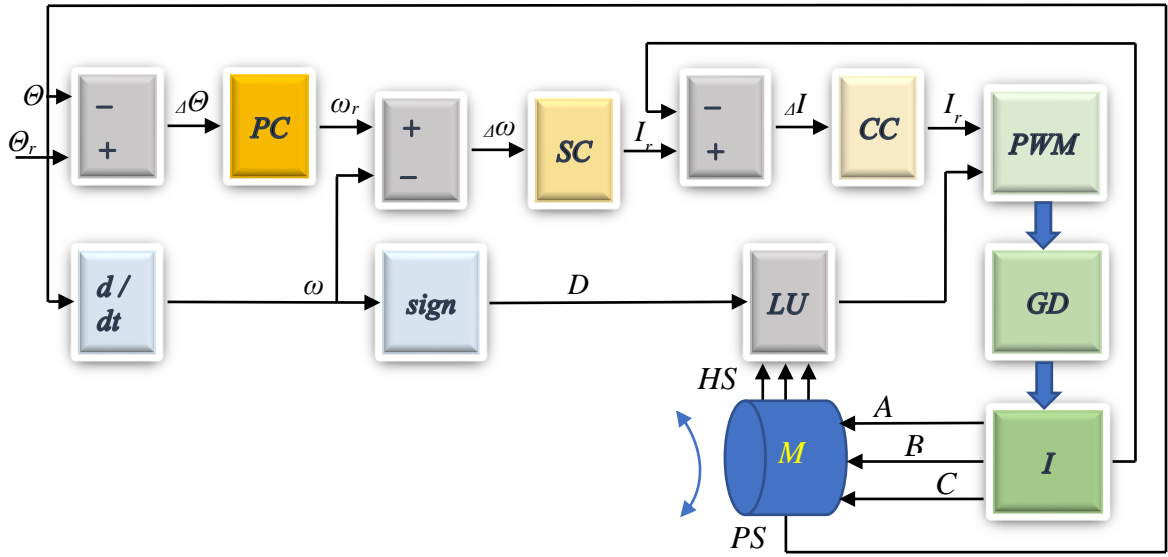 Θ
Θr
−
+
ΔΘ
PC
ωr
+
−
Δω
SC
Ir
−
+
ΔI
CC
Ir
PWM
d /
dt
ω
sign
D
LU
GD
HS
M
A
B
C
I
PS